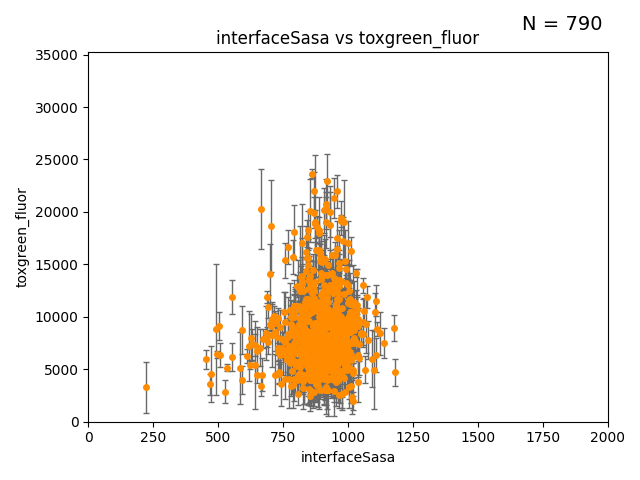 N = 790
interfaceSasa vs toxgreen_fluor
35000
30000
25000
20000
15000
10000
5000
0
toxgreen_fluor
0 250 500 750 1000 1250 1500 1750 2000
interfaceSasa